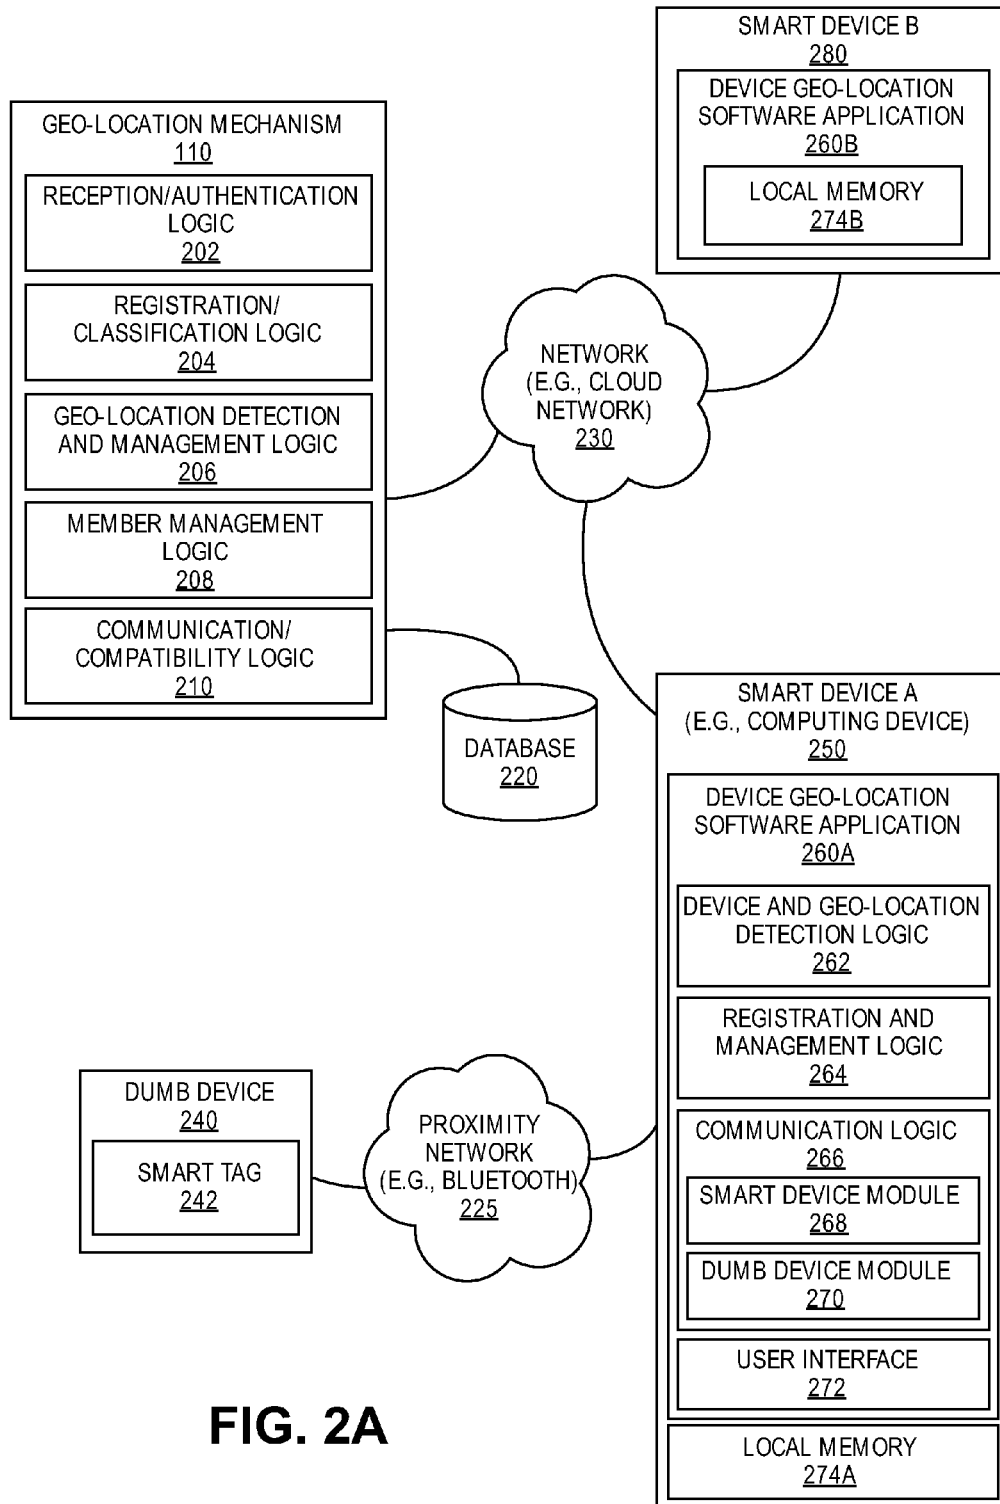 SMART DEVICE B
280
DEVICE GEO-LOCATION
SOFTWARE APPLICATION
260B
LOCAL MEMORY
274B
GEO-LOCATION MECHANISM
110
RECEPTION/AUTHENTICATION
LOGIC
202
REGISTRATION/
CLASSIFICATION LOGIC
204
GEO-LOCATION DETECTION
AND MANAGEMENT LOGIC
206
MEMBER MANAGEMENT
LOGIC
208
COMMUNICATION/
COMPATIBILITY LOGIC
210
NETWORK
(E.G., CLOUD
NETWORK)
230
DATABASE
220
SMART DEVICE A
(E.G., COMPUTING DEVICE)
250
DEVICE GEO-LOCATION
SOFTWARE APPLICATION
260A
DEVICE AND GEO-LOCATION
DETECTION LOGIC
262
REGISTRATION AND
MANAGEMENT LOGIC
264
COMMUNICATION LOGIC
266
SMART DEVICE MODULE
268
DUMB DEVICE MODULE
270
USER INTERFACE
272
LOCAL MEMORY
274A
DUMB DEVICE
240
SMART TAG
242
PROXIMITY
NETWORK
(E.G., BLUETOOTH)
225
FIG. 2A